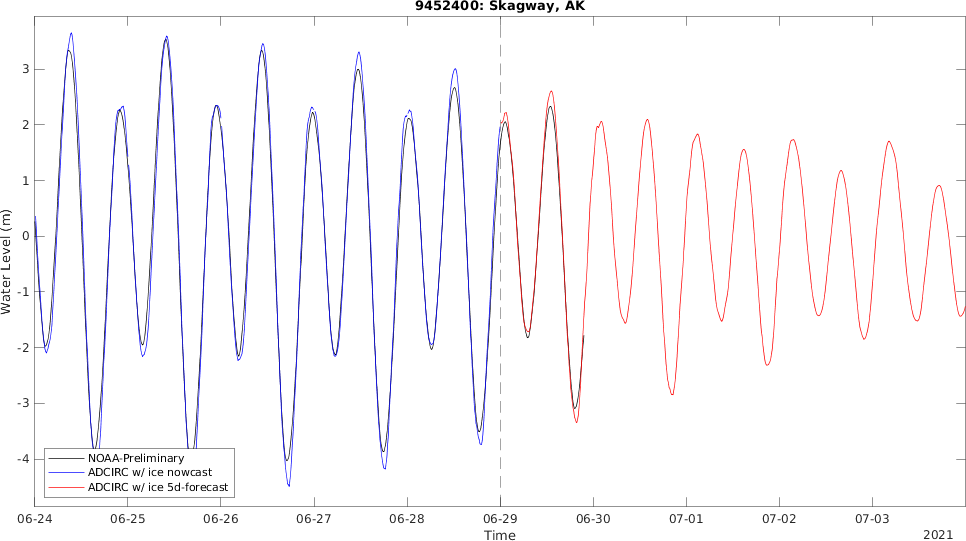 9452400: Skagway, AK
Water Level (m)
3
2
1
0
-1
-2
-3
-4
NOAA-Preliminary
ADCIRC w/ ice nowcast
ADCIRC w/ ice 5d-forecast
06-24 06-25 06-26 06-27 06-28 06-29 06-30 07-01 07-02 07-03
Time
2021